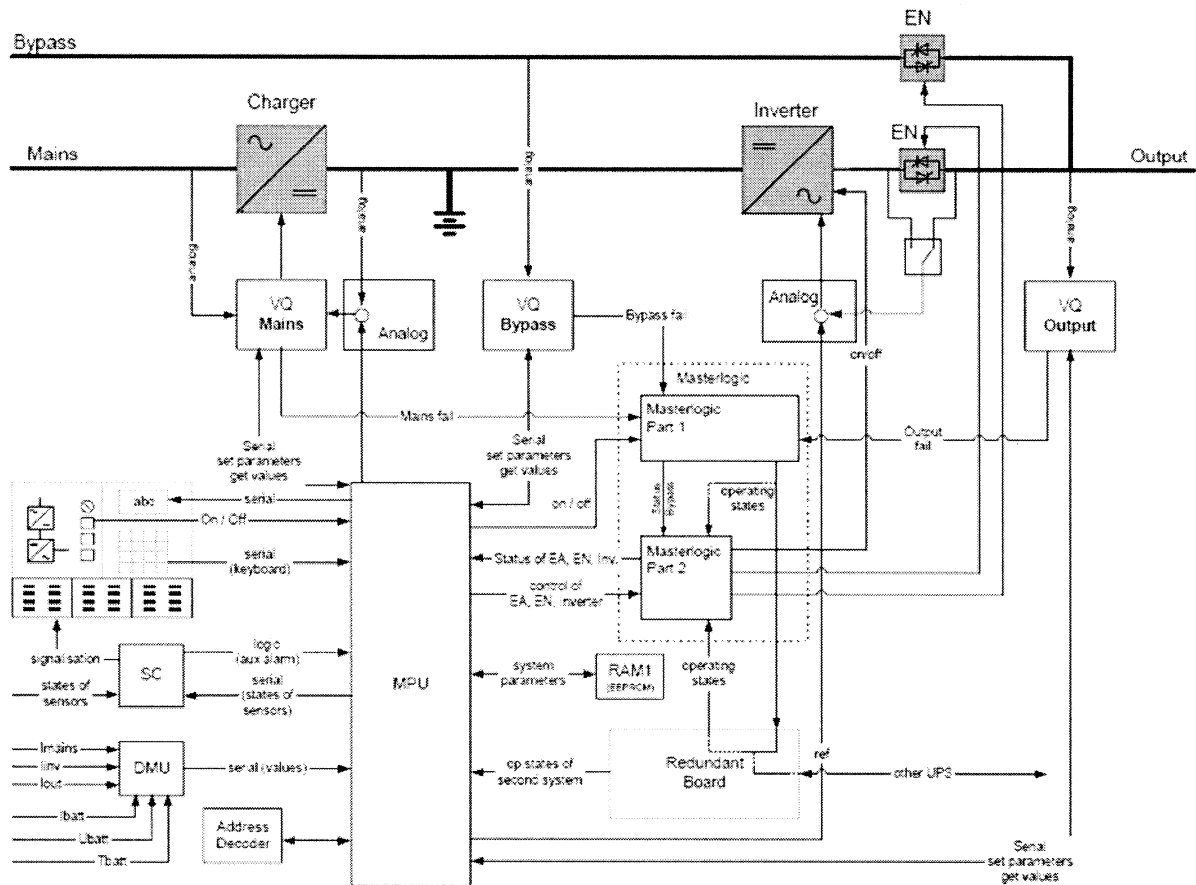 EN
Bypass
Charger
Inverter
EN
Mains
Output
analog
analog
analog
analog
VQ
Mains
Analog
VQ
Bypass
Bypass fail
Analog
VQ
Output
on/off
Masterlogic
Mains fail
Masterlogic
Part 1
Output
fail
Serial
set parameters
get values
Serial
set parameters
get values
abc
serial
on / off
Status
Bypass
operating
states
On / Off
serial
(keyboard)
Status of EA, EN, Inv.
Masterlogic
Part 2
control of
EA, EN, Inverter
signalisation
SC
logic
(aux alarm)
states of
sensors
serial
(states of
sensors)
MPU
system
parameters
RAM1
(EEPROM)
operating
states
Imains
Iinv
Iout
DMU
serial (values)
op states of
second system
Redundant
Board
ref
other UPS
Ibatt
Ubatt
Tbatt
Address
Decoder
Serial
set parameters
get values